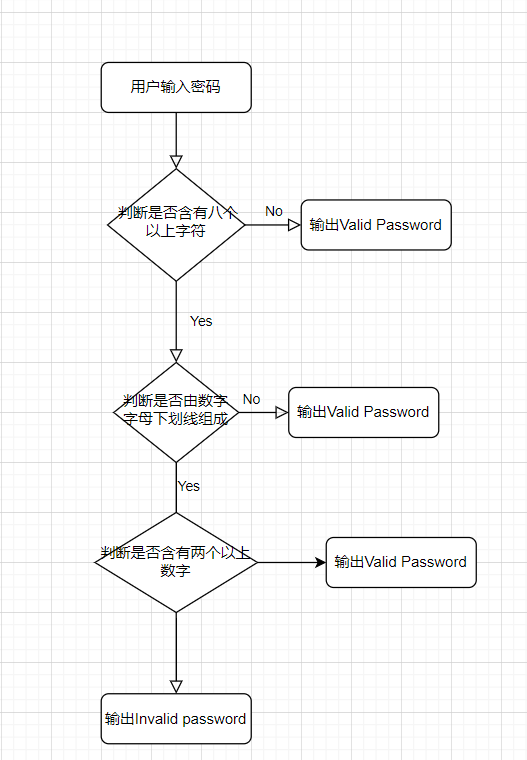 用户输入密码
判断是否含有八个
以上字符
No
输出Valid Password
Yes
判断是否由数字
字母下划线组成
No
输出Valid Password
Yes
判断是否含有两个以上
数字
输出Valid Password
输出Invalid password